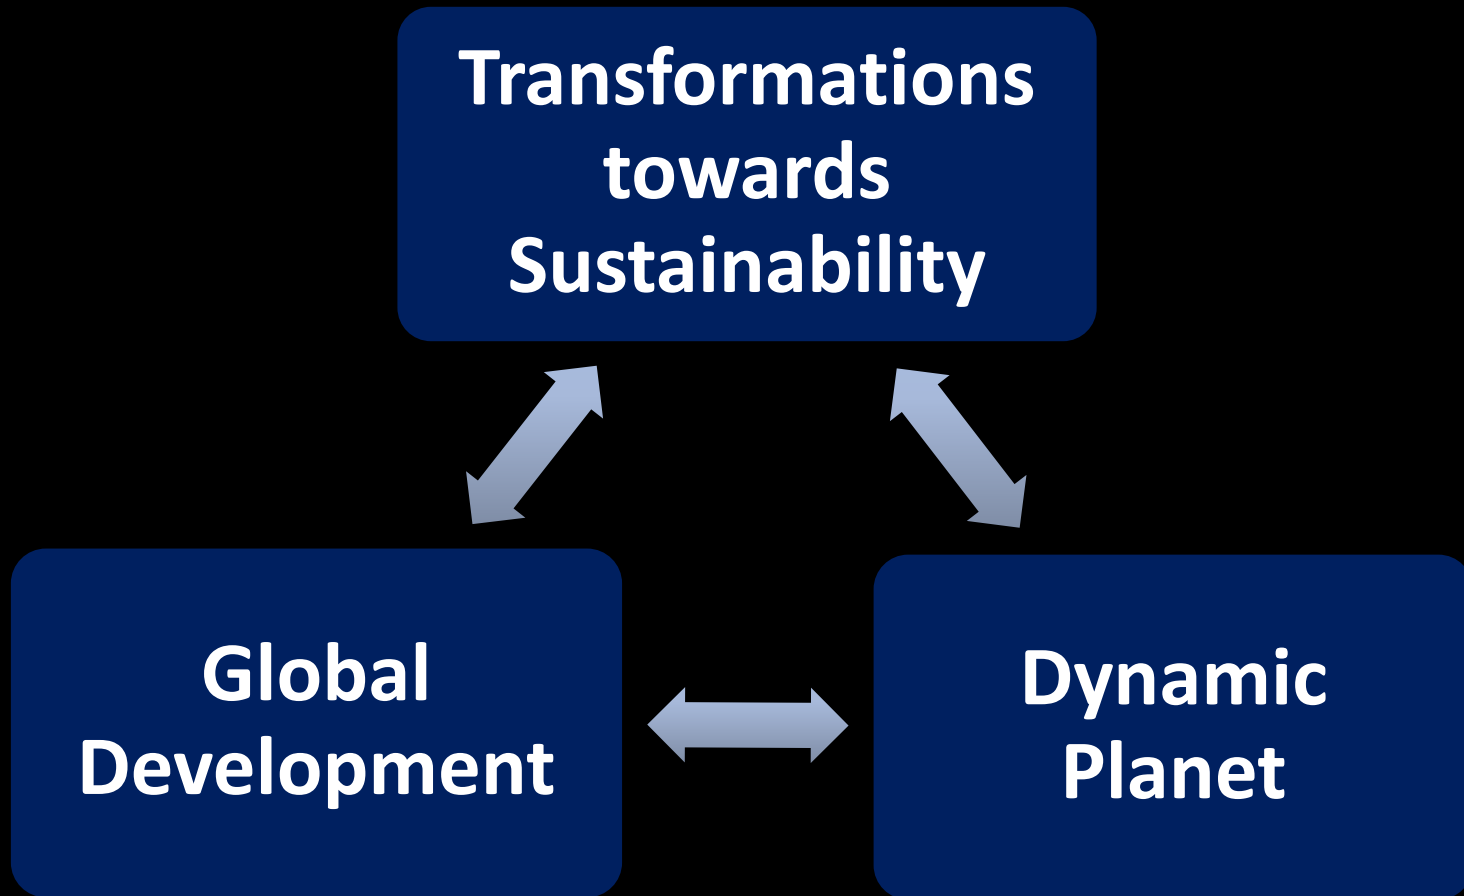 Transformations
towards
Sustainability
Global
Development
Dynamic
Planet